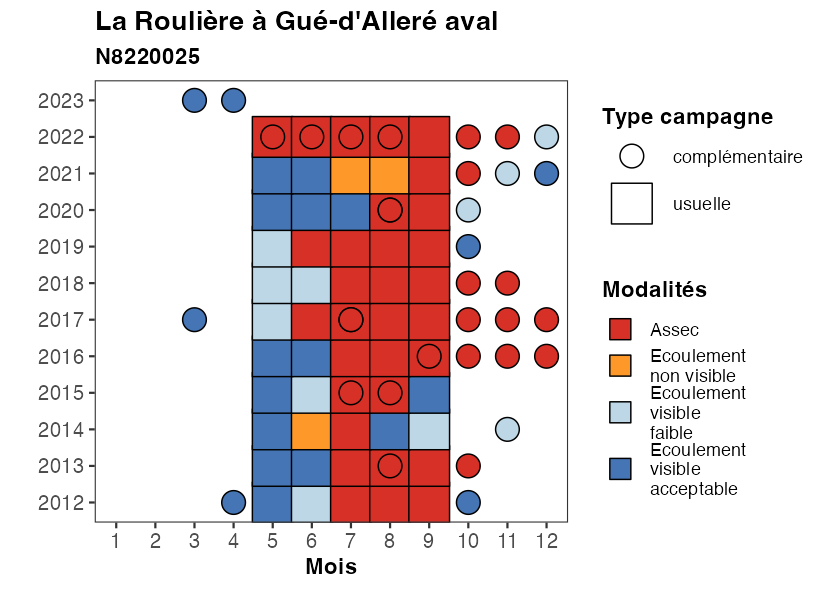 La Roulière à Gué-d'Alleré aval
N8220025
2023
2022
2021
2020
2019
2018
2017
2016
2015
2014
2013
2012
1 2 3 4 5 6 7 8 9 10 11 12
Mois
Type campagne
complémentaire
usuelle
Modalités
Assec
Ecoulement
non visible
Ecoulement
visible
faible
Ecoulement
visible
acceptable